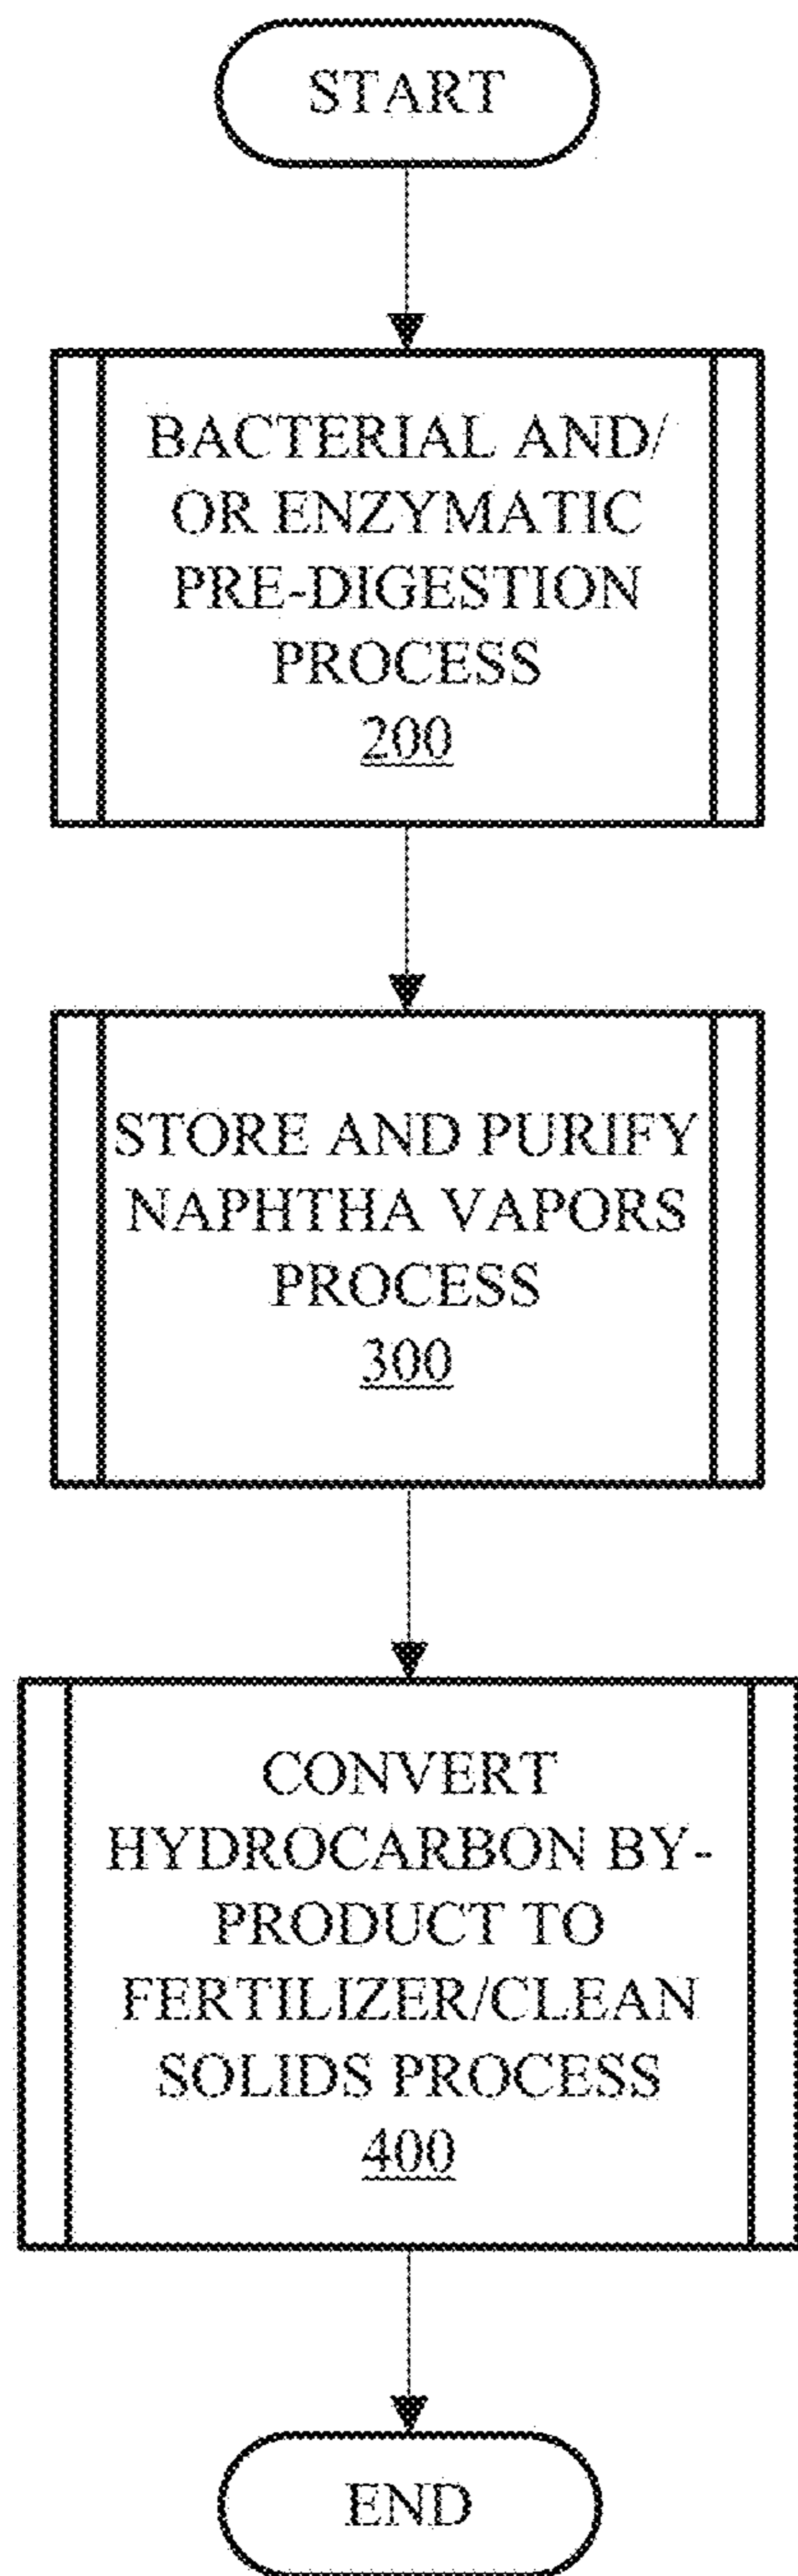 START
BACTERIAL AND/
OR ENZYMATIC
PRE-DIGESTION
PROCESS
200
STORE AND PURIFY
NAPHTHA VAPORS
PROCESS
300
CONVERT
HYDROCARBON BY-
PRODUCT TO
FERTILIZER/CLEAN
SOLIDS PROCESS
400
END